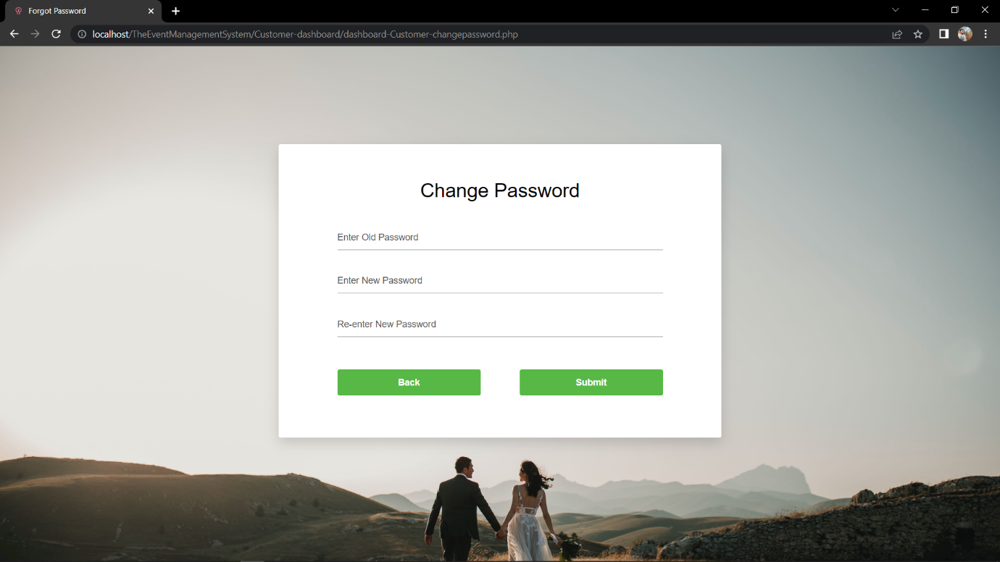 Forgot Password
localhost/TheEventManagementSystem/Customer-dashboard/dashboard-Customer-changepassword.php
Change Password
Enter Old Password
Enter New Password
Re-enter New Password
Back Submit